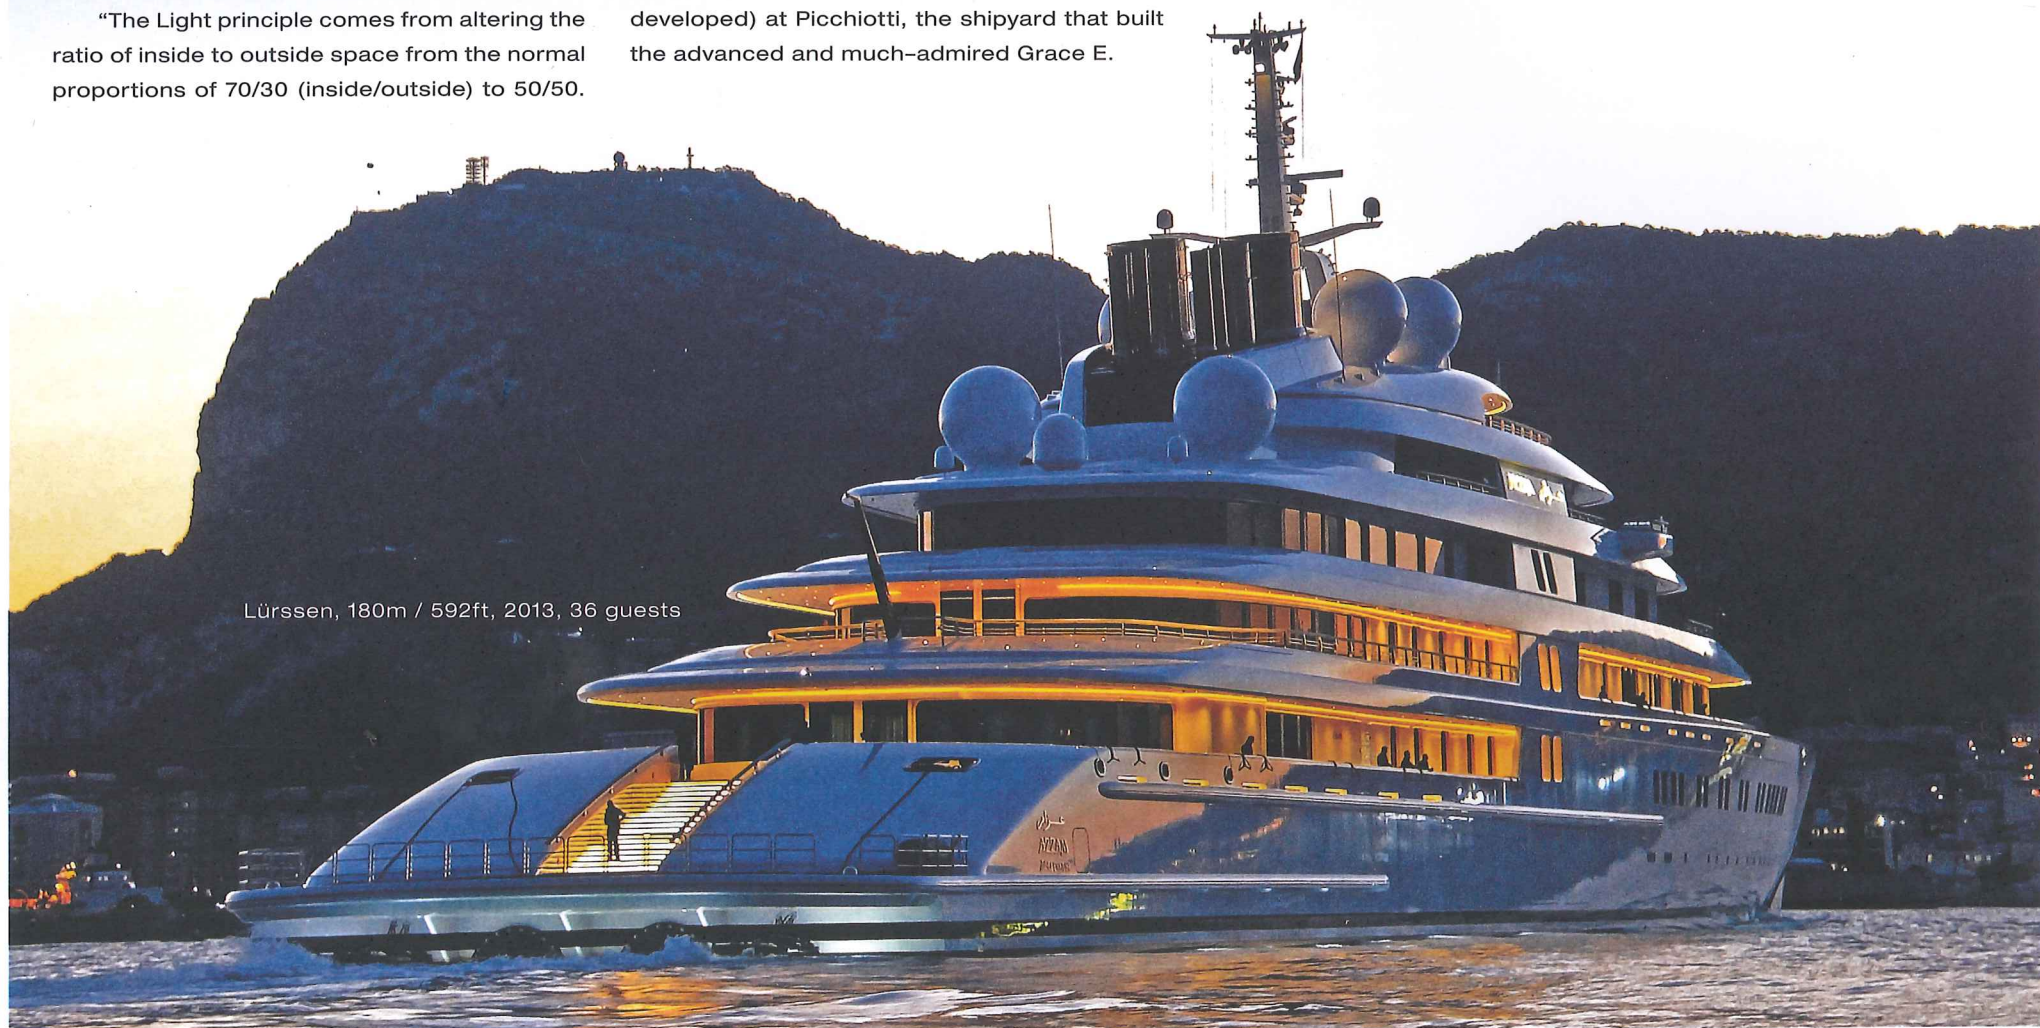 “The Light principle comes from altering the
ratio of inside to outside space from the normal
proportions of 70/30 (inside/outside) to 50/50.
developed) at Picchiotti, the shipyard that built
the advanced and much–admired Grace E.
Lürssen, 180m / 592ft, 2013, 36 guests
عزام
AZZAM